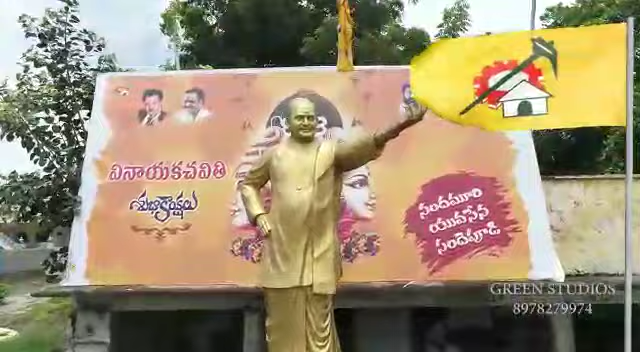 వినాయకచవితి
శుభాకాంక్షలు
నందమూరి
యువసేన
సందెపూడి
GREEN STUDIOS
8978279974